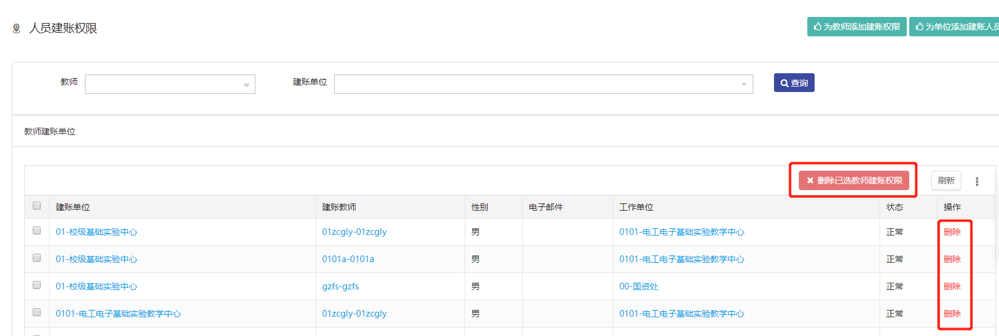 人员建账权限
为教师添加建账权限 为单位添加建账人员
教师 建账单位 查询
教师建账单位
删除已选教师建账权限 刷新
建账单位 建账教师 性别 电子邮件 工作单位 状态 操作
01-校级基础实验中心 01zcgly-01zcgly 男 0101-电工电子基础实验教学中心 正常 删除
01-校级基础实验中心 0101a-0101a 男 0101-电工电子基础实验教学中心 正常 删除
01-校级基础实验中心 gzfs-gzfs 男 00-国资处 正常 删除
0101-电工电子基础实验教学中心 01zcgly-01zcgly 男 0101-电工电子基础实验教学中心 正常 删除